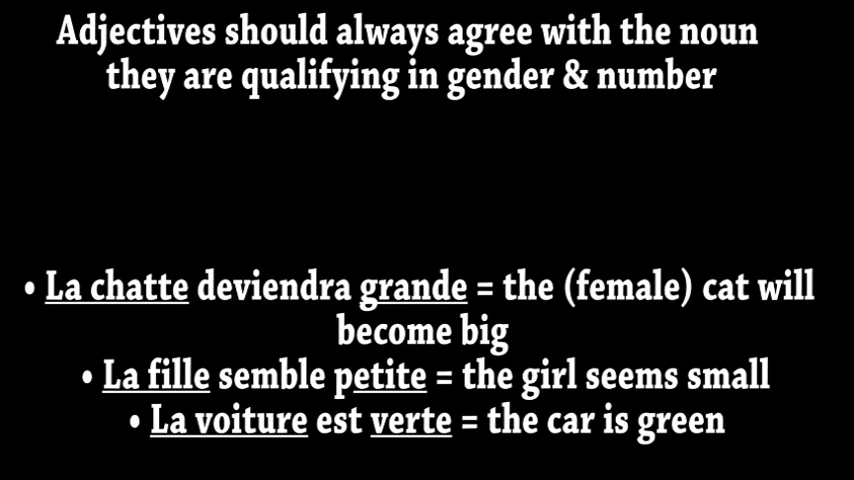 Adjectives should always agree with the noun
they are qualifying in gender & number
• La chatte deviendra grande = the (female) cat will
become big
• La fille semble petite = the girl seems small
• La voiture est verte = the car is green